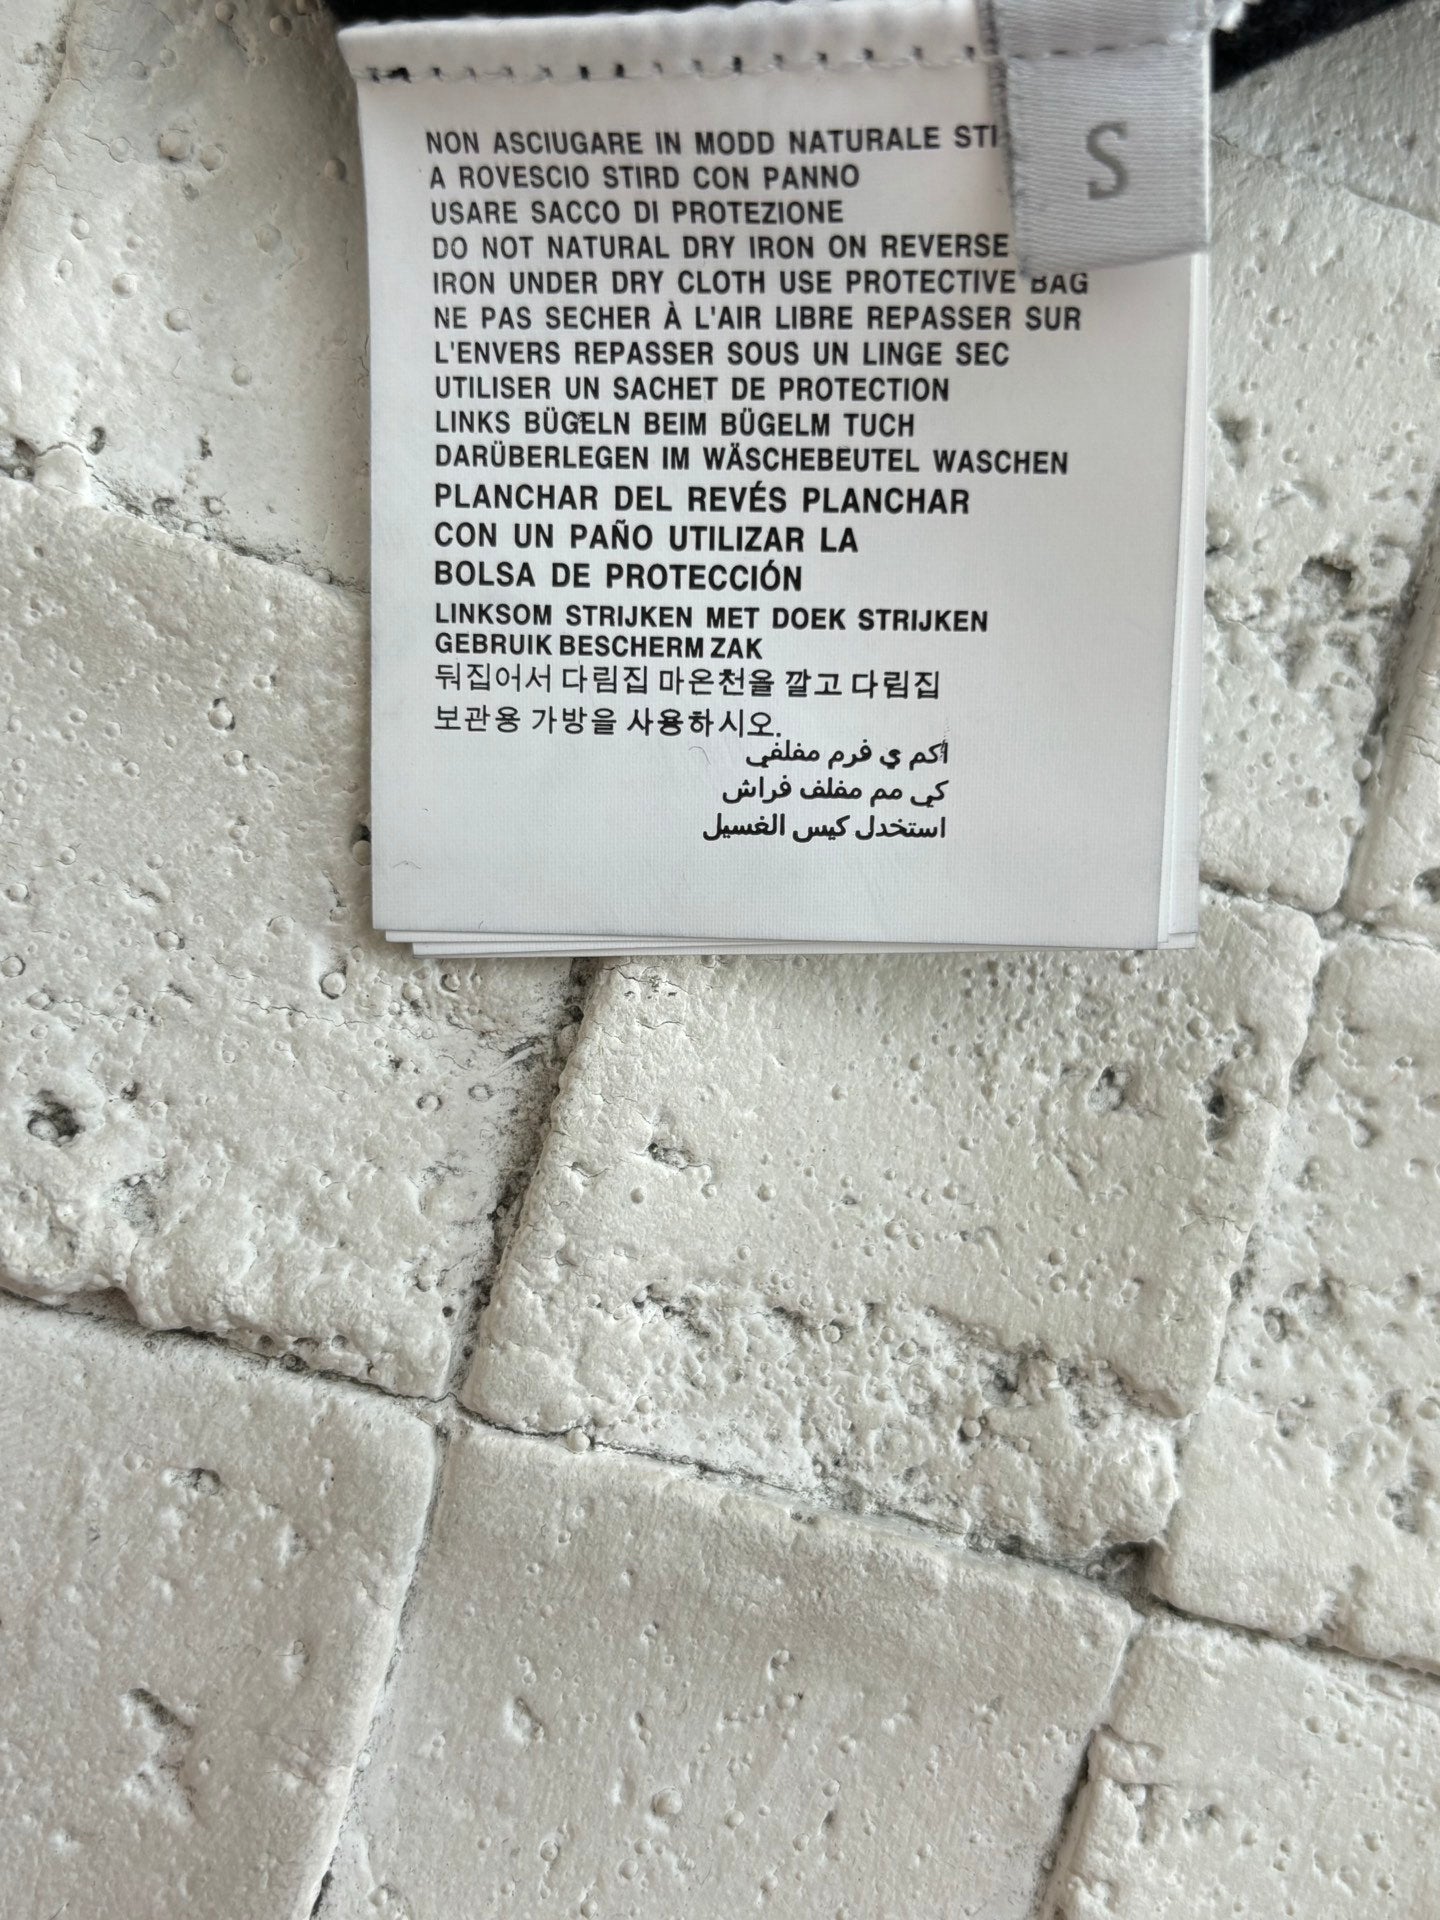 NON ASCIUGARE IN MODD NATURALE STI
A ROVESCIO STIRD CON PANNO
USARE SACCO DI PROTEZIONE
DO NOT NATURAL DRY IRON ON REVERSE
IRON UNDER DRY CLOTH USE PROTECTIVE BAG
NE PAS SECHER À L'AIR LIBRE REPASSER SUR
L'ENVERS REPASSER SOUS UN LINGE SEC
UTILISER UN SACHET DE PROTECTION
LINKS BÜGELN BEIM BÜGELM TUCH
DARÜBERLEGEN IM WÄSCHEBEUTEL WASCHEN
PLANCHAR DEL REVÉS PLANCHAR
CON UN PAÑO UTILIZAR LA
BOLSA DE PROTECCIÓN
LINKSOM STRIJKEN MET DOEK STRIJKEN
GEBRUIK BESCHERM ZAK
둬집어서 다림집 마온천을 깔고 다림집
보관용 가방을 사용하시오.
اكم ي فرم مفلفي
كي مم مفلف فراش
استخدل كيس الغسيل
S